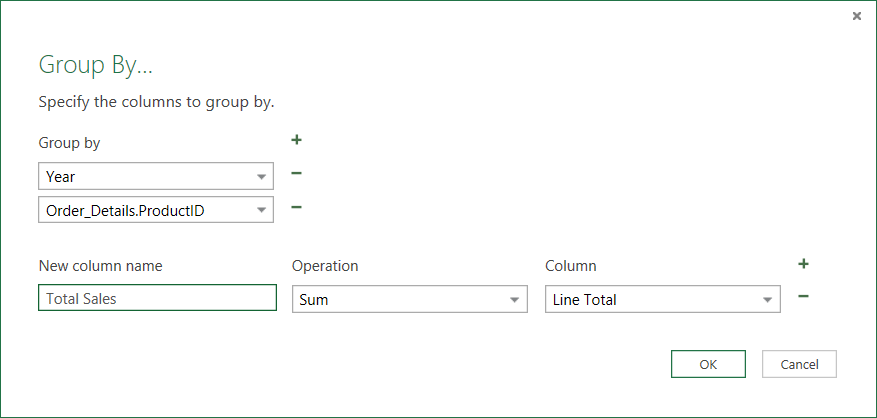 Group By...
Specify the columns to group by.
Group by +
Year −
Order_Details.ProductID −
New column name Operation Column +
Total Sales Sum Line Total −
OK Cancel